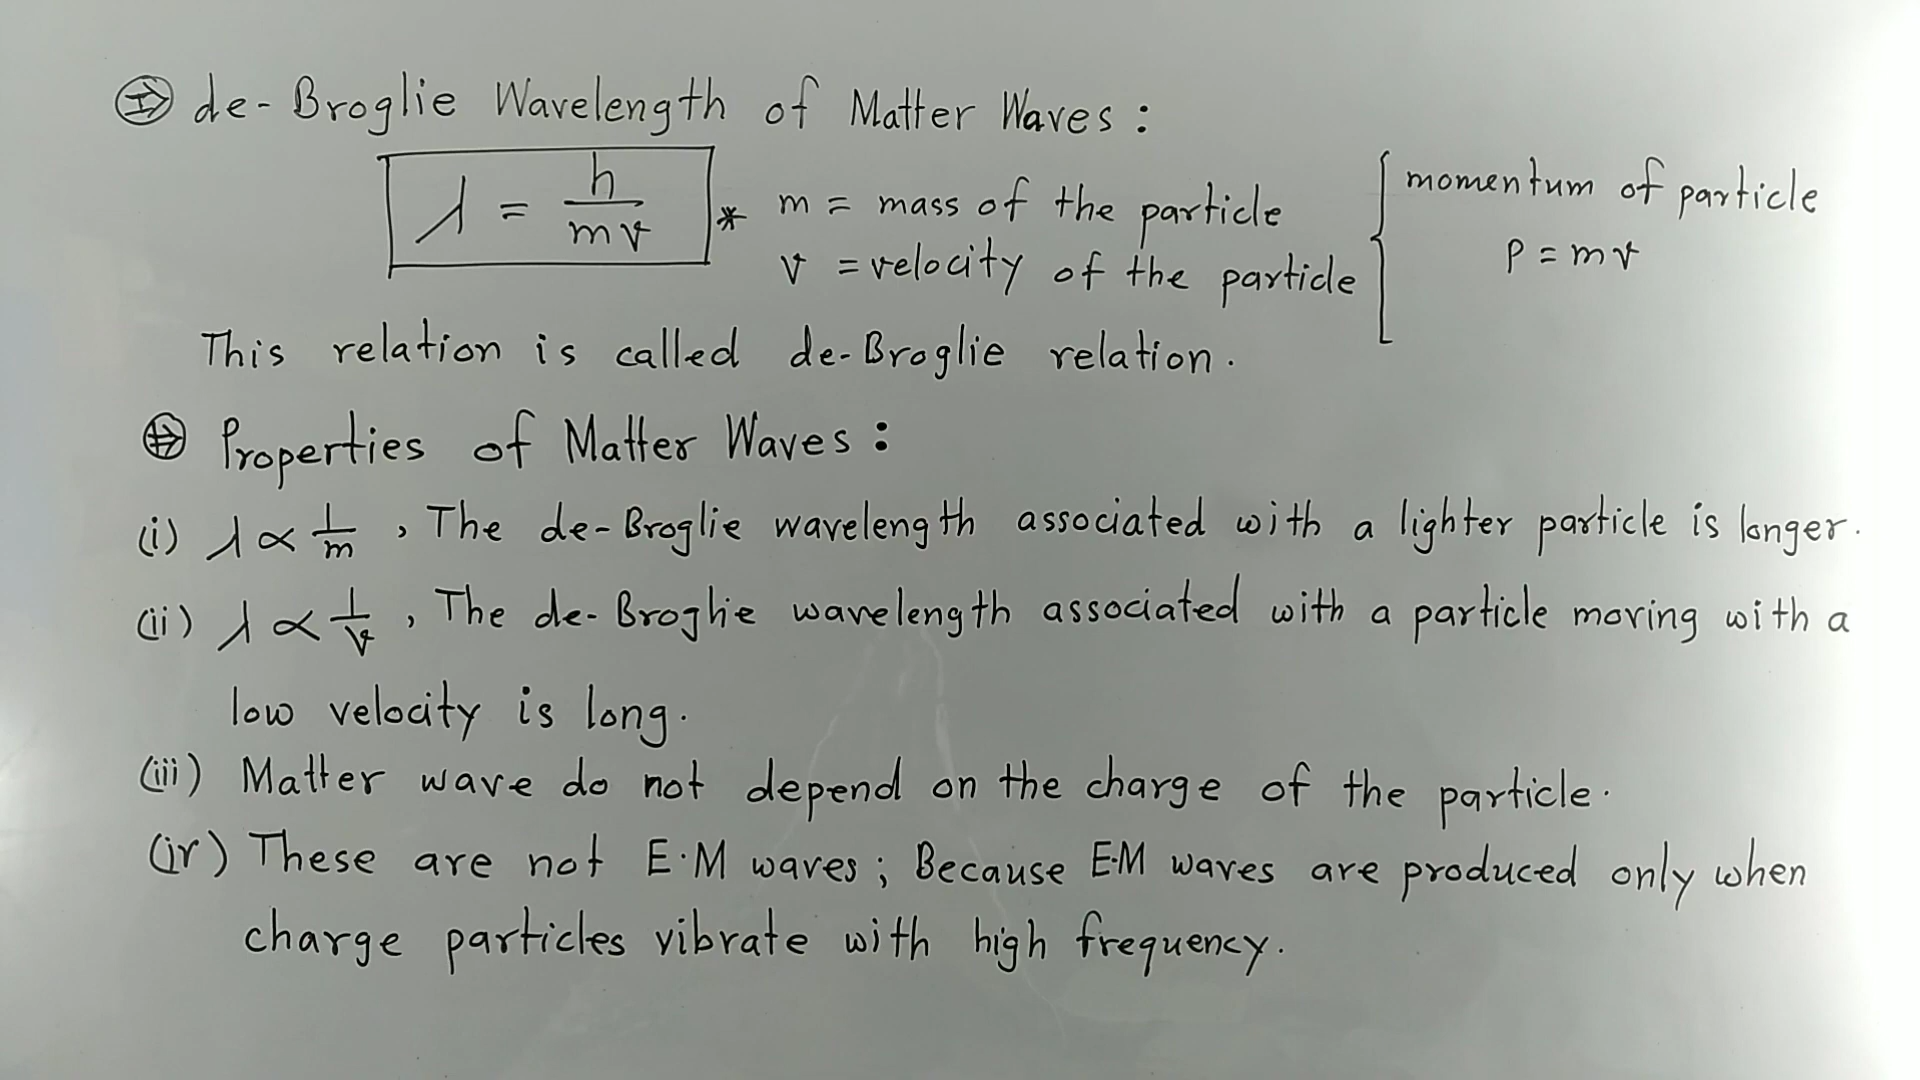 ⇒ de-Broglie Wavelength of Matter Waves :
λ = h/mv * m = mass of the particle
v = velocity of the particle
momentum of particle
p = mv
This relation is called de-Broglie relation.
⇒ Properties of Matter Waves :
(i) λ ∝ 1/m , The de-Broglie wavelength associated with a lighter particle is longer.
(ii) λ ∝ 1/v , The de-Broglie wavelength associated with a particle moving with a
low velocity is long.
(iii) Matter wave do not depend on the charge of the particle.
(iv) These are not E.M waves ; Because E.M waves are produced only when
charge particles vibrate with high frequency.